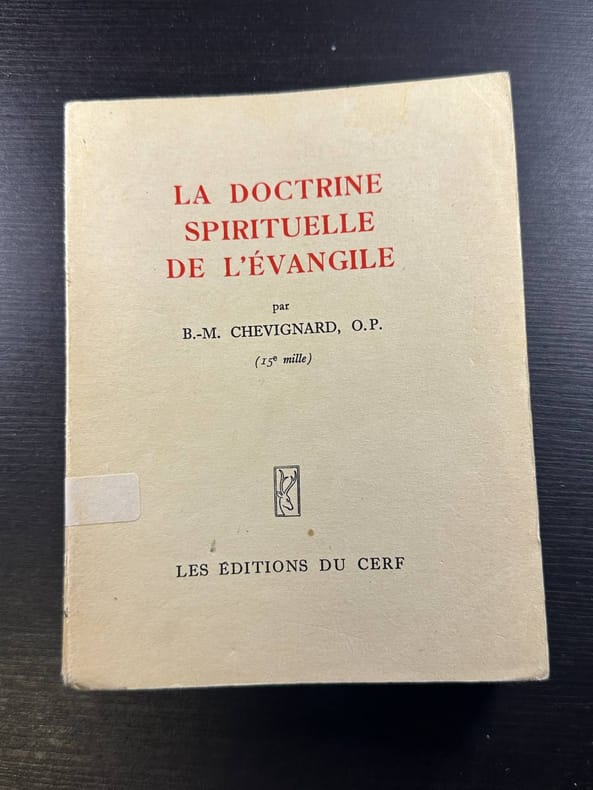 LA DOCTRINE
SPIRITUELLE
DE L'ÉVANGILE
par
B.-M. CHEVIGNARD, O.P.
(15e mille)
LES ÉDITIONS DU CERF